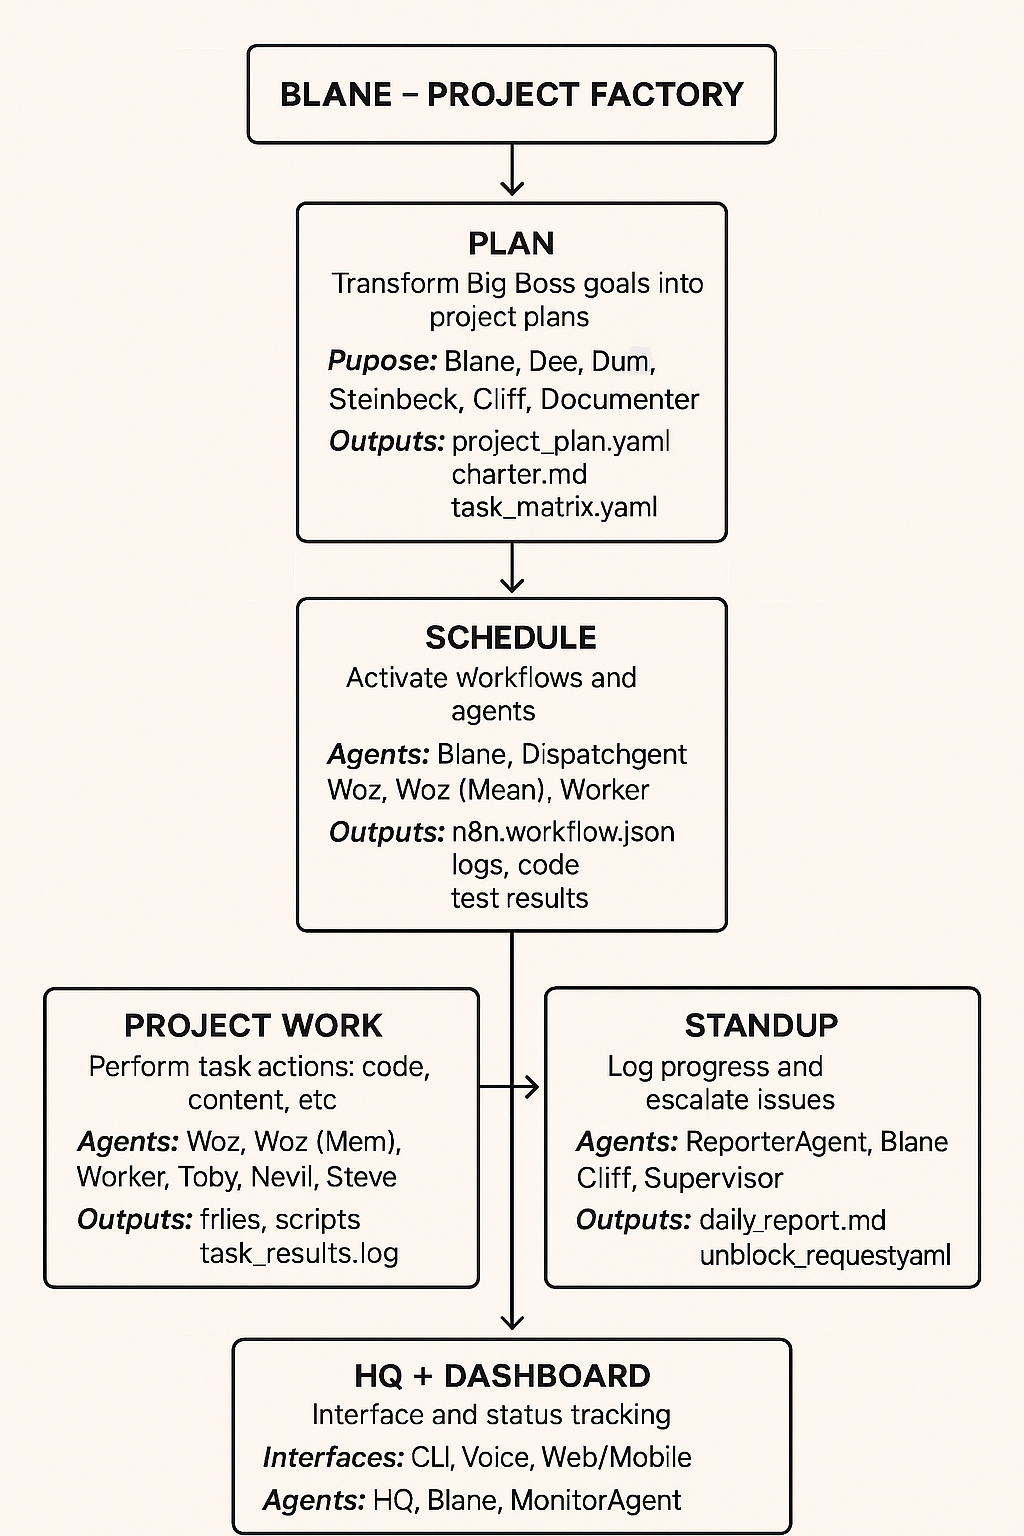 BLANE – PROJECT FACTORY
PLAN
Transform Big Boss goals into
project plans
Pupose: Blane, Dee, Dum,
Steinbeck, Cliff, Documenter
Outputs: project_plan.yaml
charter.md
task_matrix.yaml
SCHEDULE
Activate workflows and
agents
Agents: Blane, Dispatchgent
Woz, Woz (Mean), Worker
Outputs: n8n.workflow.json
logs, code
test results
PROJECT WORK
Perform task actions: code,
content, etc
Agents: Woz, Woz (Mem),
Worker, Toby, Nevil, Steve
Outputs: frlies, scripts
task_results.log
STANDUP
Log progress and
escalate issues
Agents: ReporterAgent, Blane
Cliff, Supervisor
Outputs: daily_report.md
unblock_requestyaml
HQ + DASHBOARD
Interface and status tracking
Interfaces: CLI, Voice, Web/Mobile
Agents: HQ, Blane, MonitorAgent